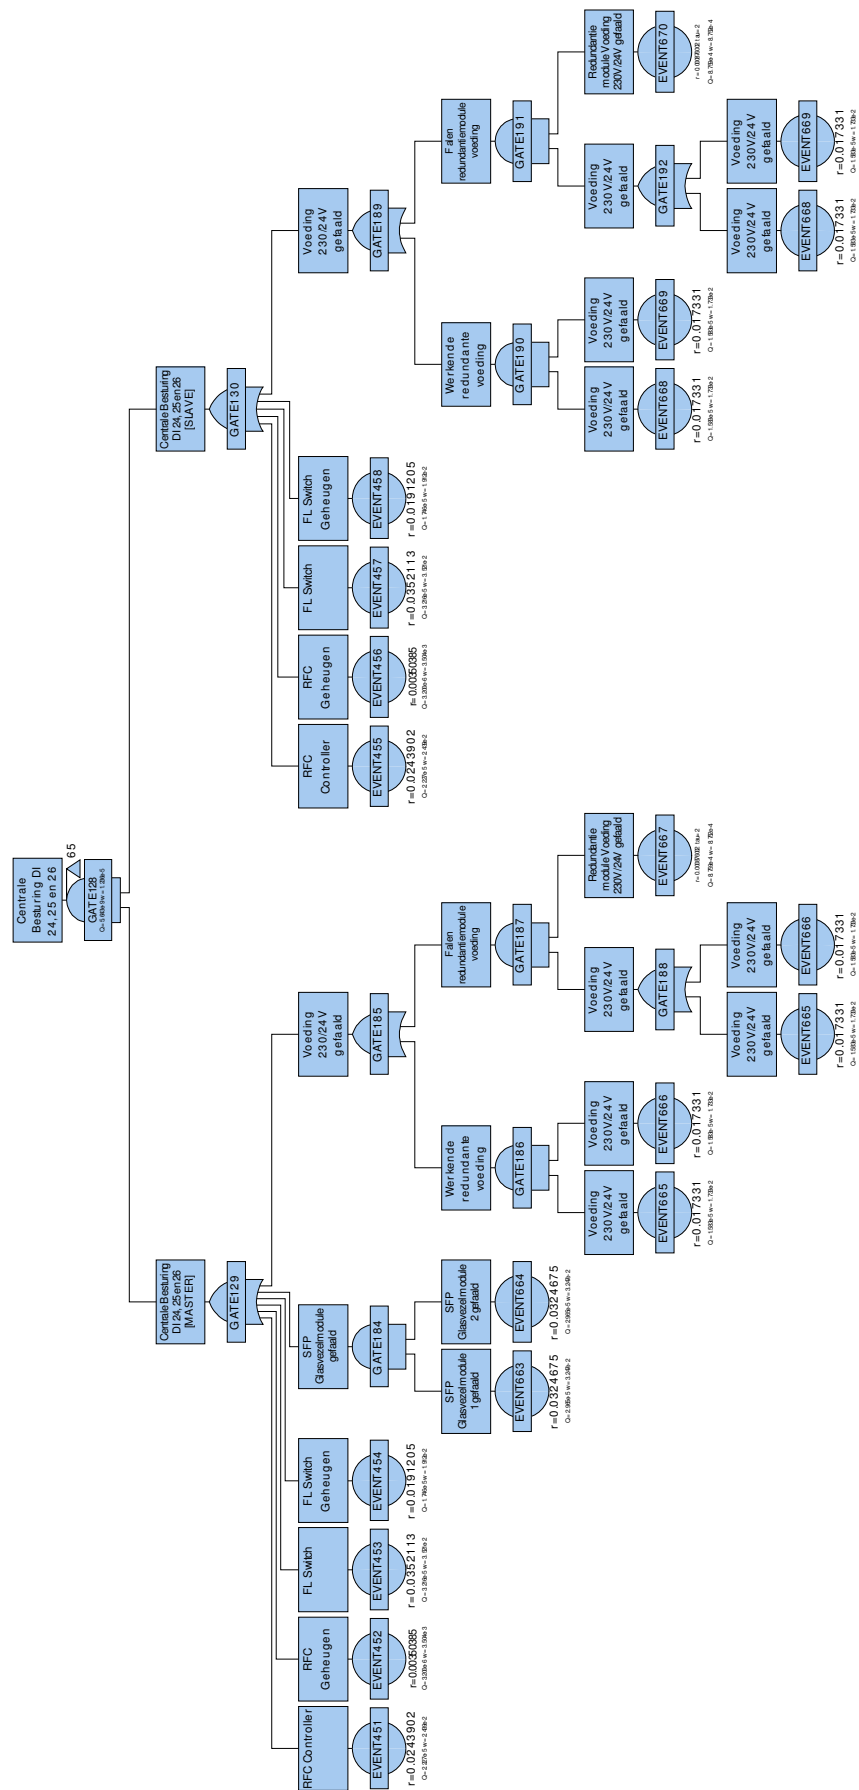 Centrale
Besturing DI
24, 25 en 26
65
GATE128
Centrale Besturing
DI 24, 25 en 26
[MASTER]
GATE129
Centrale Besturing
DI 24, 25 en 26
[SLAVE]
GATE130
RFC Controller
EVENT451
r=0.0243902
RFC
Geheugen
EVENT452
r=0.00350385
FL Switch
EVENT453
r=0.0352113
FL Switch
Geheugen
EVENT454
r=0.0191205
SFP
Glasvezelmodule
gefaald
GATE184
Voeding
230/24V
gefaald
GATE185
RFC
Controller
EVENT455
r=0.0243902
RFC
Geheugen
EVENT456
r=0.00350385
FL Switch
EVENT457
r=0.0352113
FL Switch
Geheugen
EVENT458
r=0.0191205
Voeding
230/24V
gefaald
GATE189
SFP
Glasvezelmodule
1 gefaald
EVENT663
r=0.0324675
SFP
Glasvezelmodule
2 gefaald
EVENT664
r=0.0324675
Werkende
redundante
voeding
GATE186
Falen
redundantiemodule
voeding
GATE187
Werkende
redundante
voeding
GATE190
Falen
redundantiemodule
voeding
GATE191
Voeding
230V/24V
gefaald
EVENT665
r=0.017331
Voeding
230V/24V
gefaald
EVENT666
r=0.017331
Voeding
230V/24V
gefaald
GATE188
Redundantie
module Voeding
230V/24V gefaald
EVENT667
Voeding
230V/24V
gefaald
EVENT668
r=0.017331
Voeding
230V/24V
gefaald
EVENT669
r=0.017331
Voeding
230V/24V
gefaald
GATE192
Redundantie
module Voeding
230V/24V gefaald
EVENT670
Voeding
230V/24V
gefaald
EVENT665
r=0.017331
Voeding
230V/24V
gefaald
EVENT666
r=0.017331
Voeding
230V/24V
gefaald
EVENT668
r=0.017331
Voeding
230V/24V
gefaald
EVENT669
r=0.017331